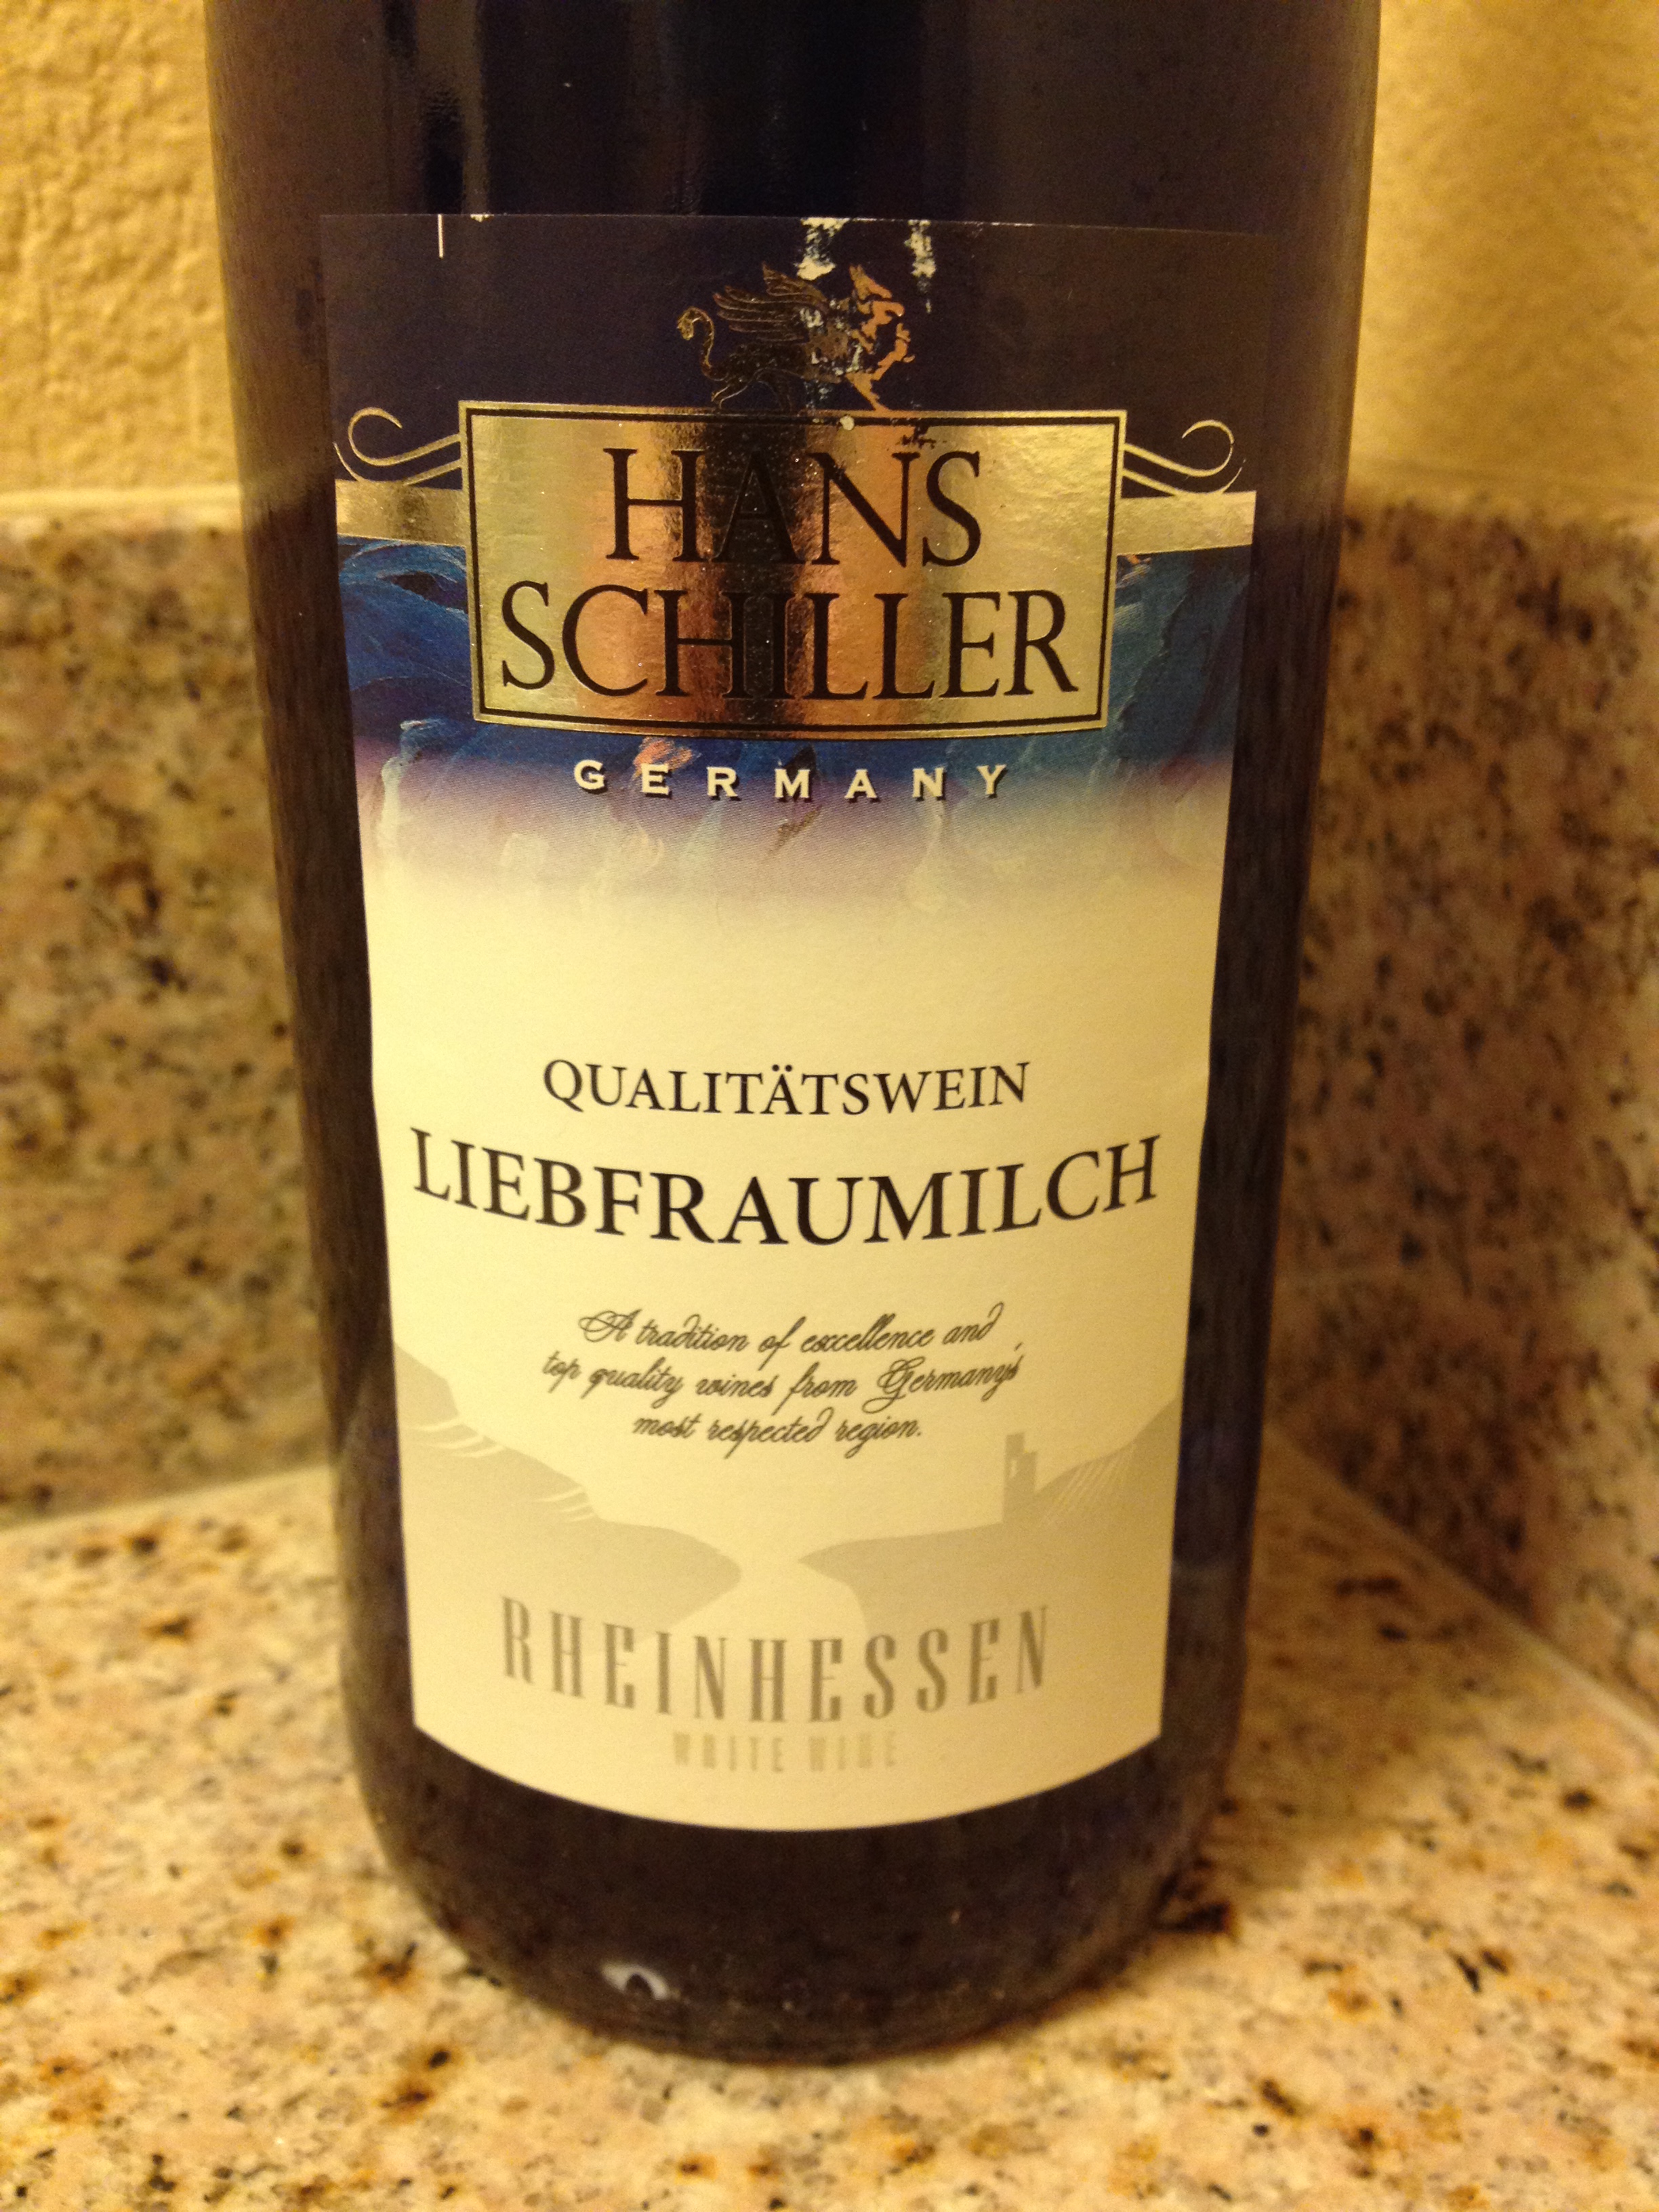 HANS
SCHILLER
GERMANY
QUALITÄTSWEIN
LIEBFRAUMILCH
A tradition of excellence and
top quality wines from Germany's
most respected region.
RHEINHESSEN
WHITE WINE